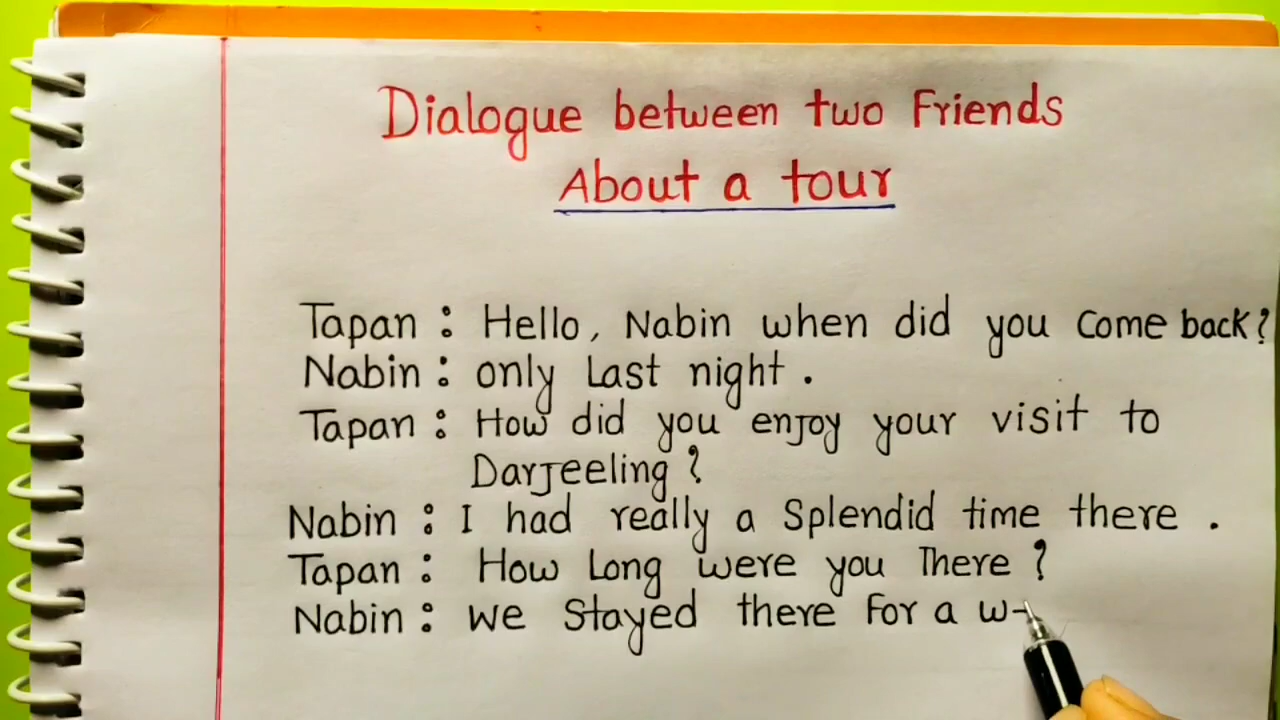 Dialogue between two Friends
About a tour
Tapan : Hello, Nabin when did you Come back?
Nabin : only Last night .
Tapan : How did you enjoy your visit to
Darjeeling ?
Nabin : I had really a Splendid time there .
Tapan : How Long were you There ?
Nabin : We Stayed there For a w